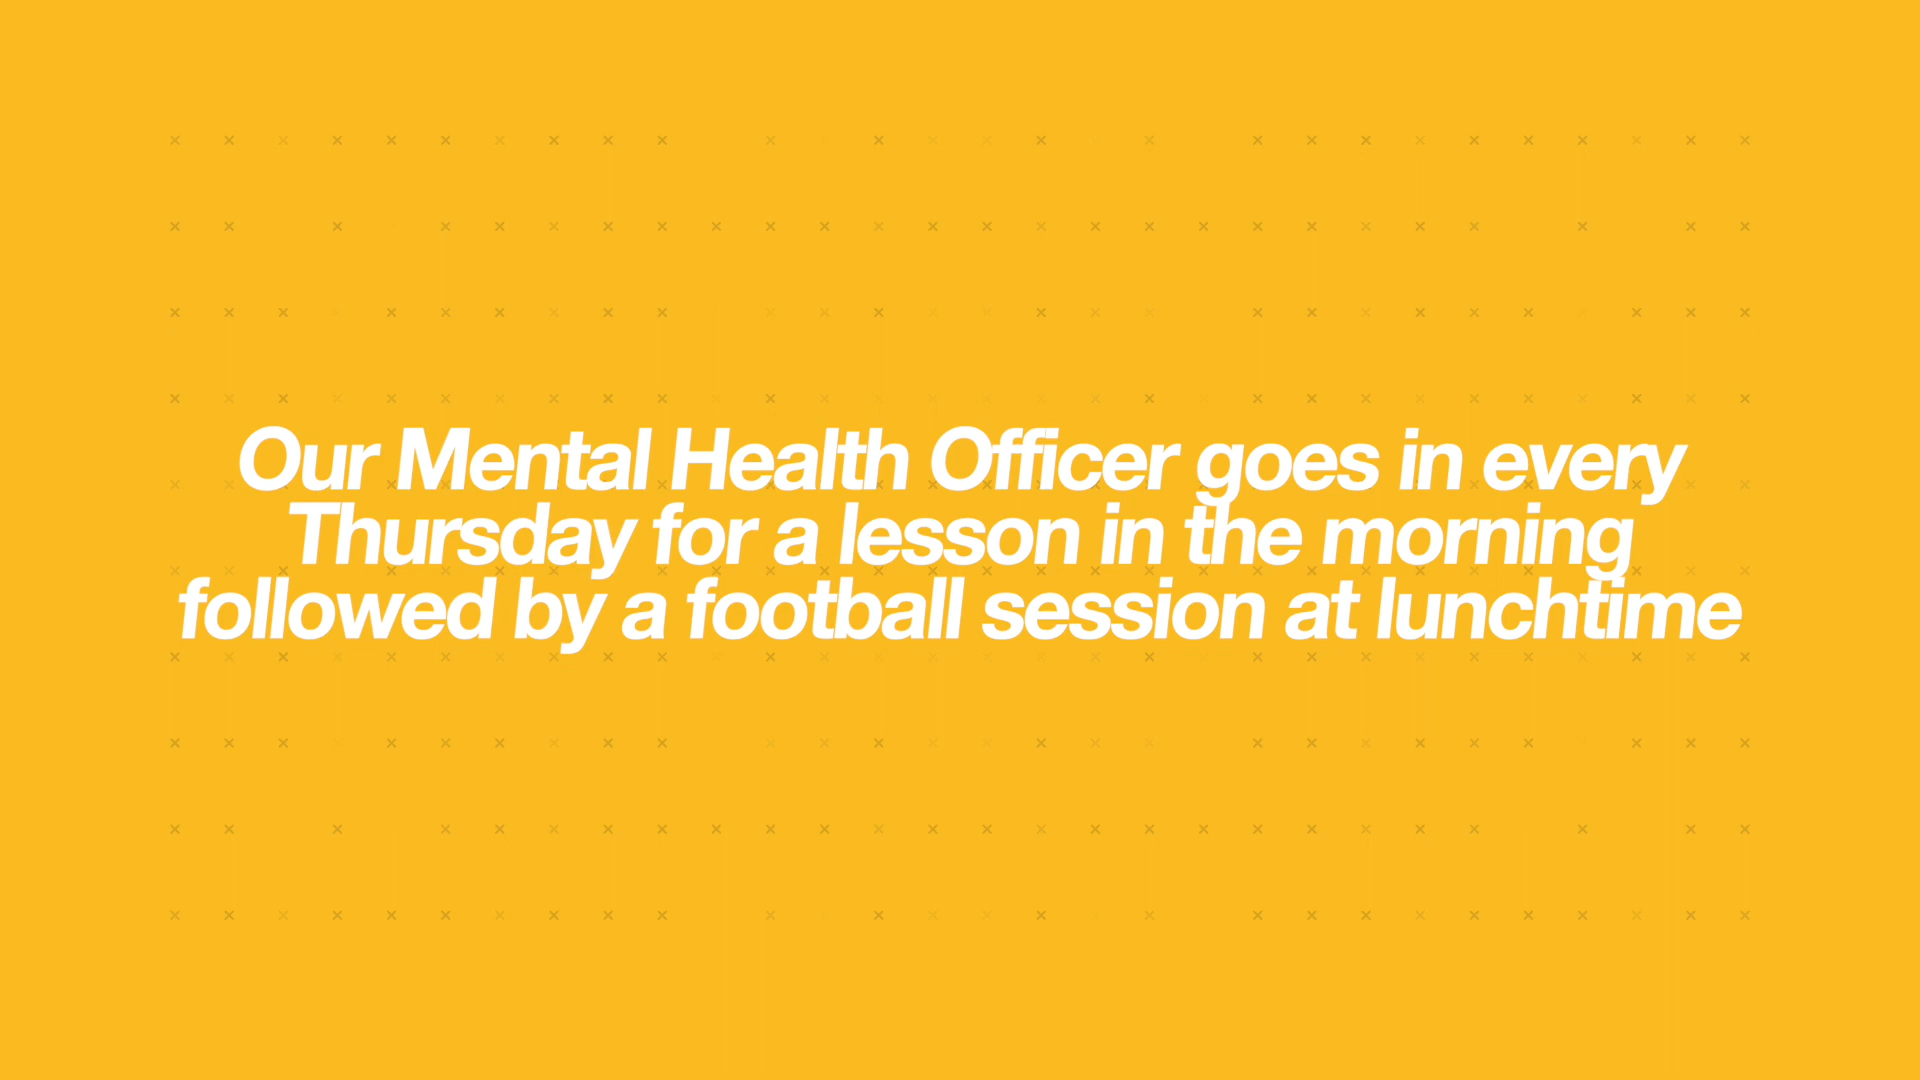 Our Mental Health Officer goes in every
Thursday for a lesson in the morning
followed by a football session at lunchtime